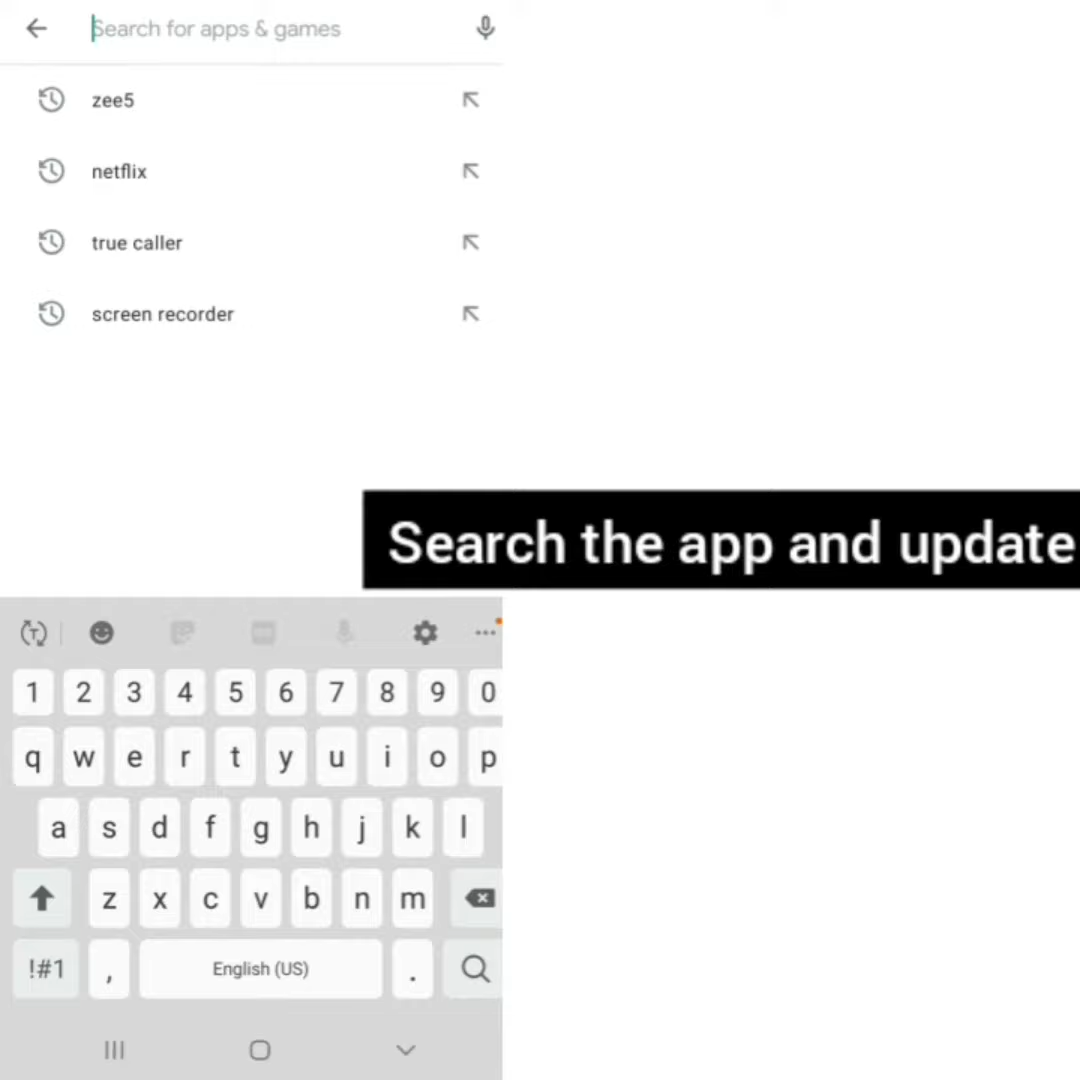 Search for apps & games
zee5
netflix
true caller
screen recorder
Search the app and update
1 2 3 4 5 6 7 8 9 0
q w e r t y u i o p
a s d f g h j k l
z x c v b n m
!#1 , English (US) .